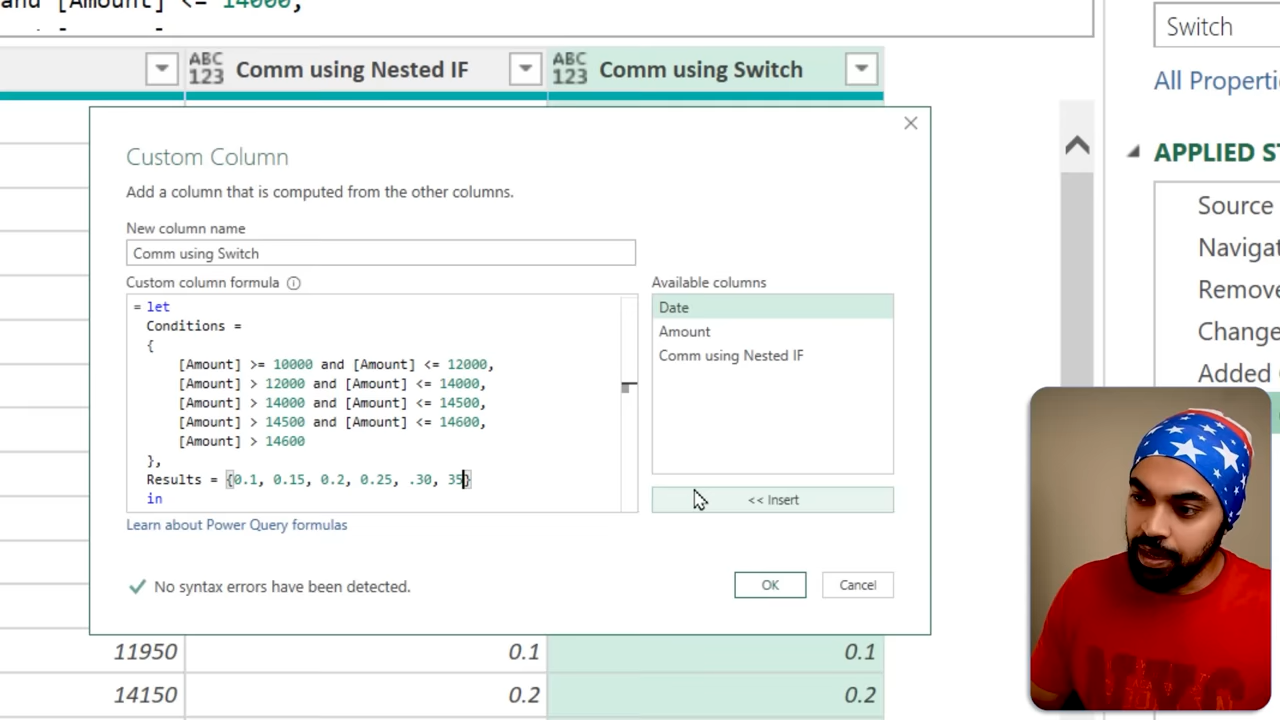 and [Amount] <= 14000,
Switch
All Properti
ABC
123
Comm using Nested IF
ABC
123
Comm using Switch
APPLIED S
Source
Navigat
Remove
Change
Added
Custom Column
Add a column that is computed from the other columns.
New column name
Comm using Switch
Custom column formula
Available columns
= let
Conditions =
{
[Amount] >= 10000 and [Amount] <= 12000,
[Amount] > 12000 and [Amount] <= 14000,
[Amount] > 14000 and [Amount] <= 14500,
[Amount] > 14500 and [Amount] <= 14600,
[Amount] > 14600
},
Results = {0.1, 0.15, 0.2, 0.25, .30, 35}
in
Date
Amount
Comm using Nested IF
<< Insert
Learn about Power Query formulas
No syntax errors have been detected.
OK
Cancel
11950 0.1 0.1
14150 0.2 0.2
NYC